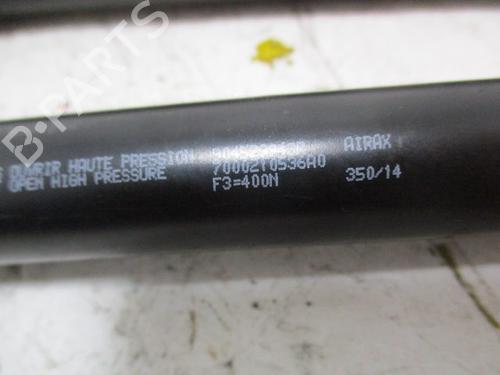 OUVRIR HAUTE PRESSION
OPEN HIGH PRESSURE
70002T0536A0
F3=400N
AIRAX
350/14
B-PARTS